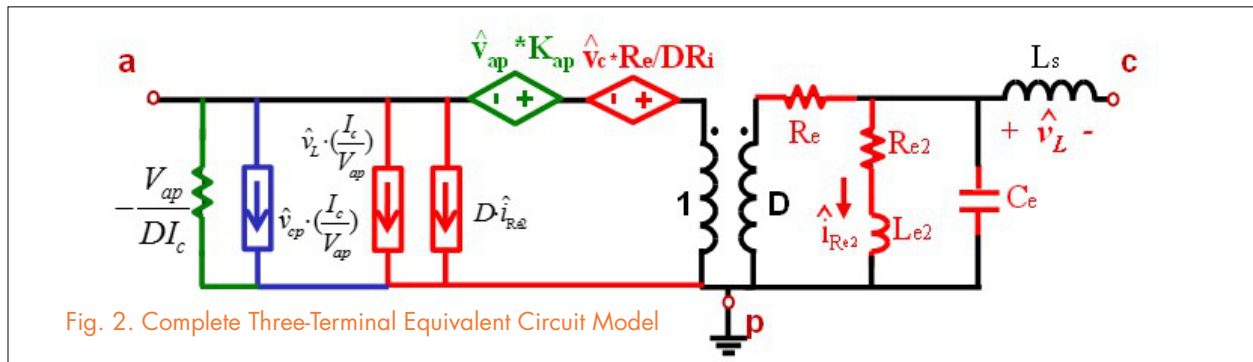 v̂ap *Kap v̂c *Re/DRi
a
Ls
c
+ v̂L -
- + - +
Re
Re2
Ce
îRe2
Le2
1
D
-Vap/DIc
v̂cp·(Ic/Vap)
v̂L·(Ic/Vap)
D·îRe2
p
Fig. 2. Complete Three-Terminal Equivalent Circuit Model